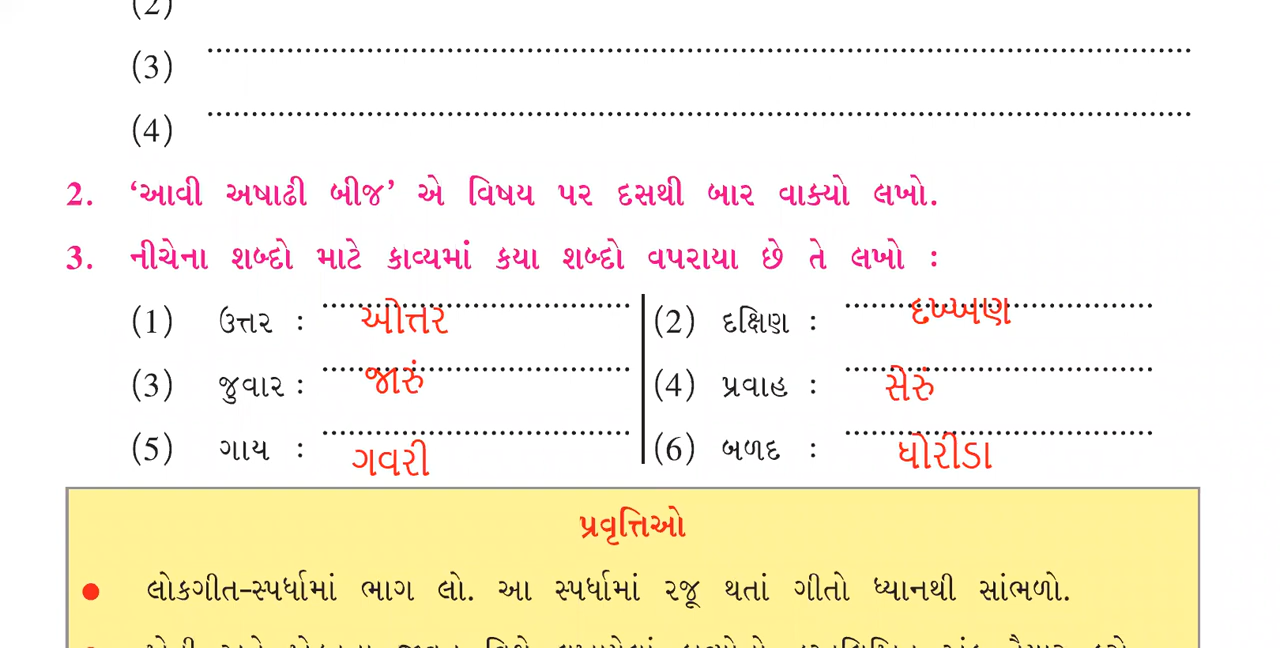 (2)
(3) ................................................................
(4) ................................................................
2. ‘આવી અષાઢી બીજ’ એ વિષય પર દસથી બાર વાક્યો લખો.
3. નીચેના શબ્દો માટે કાવ્યમાં કયા શબ્દો વપરાયા છે તે લખો :
(1) ઉત્તર : ઓત્તર (2) દક્ષિણ : દખ્ખણ
(3) જુવાર : જારું (4) પ્રવાહ : સેરું
(5) ગાય : ગવરી (6) બળદ : ધોરીડા
પ્રવૃત્તિઓ
• લોકગીત-સ્પર્ધામાં ભાગ લો. આ સ્પર્ધામાં રજૂ થતાં ગીતો ધ્યાનથી સાંભળો.